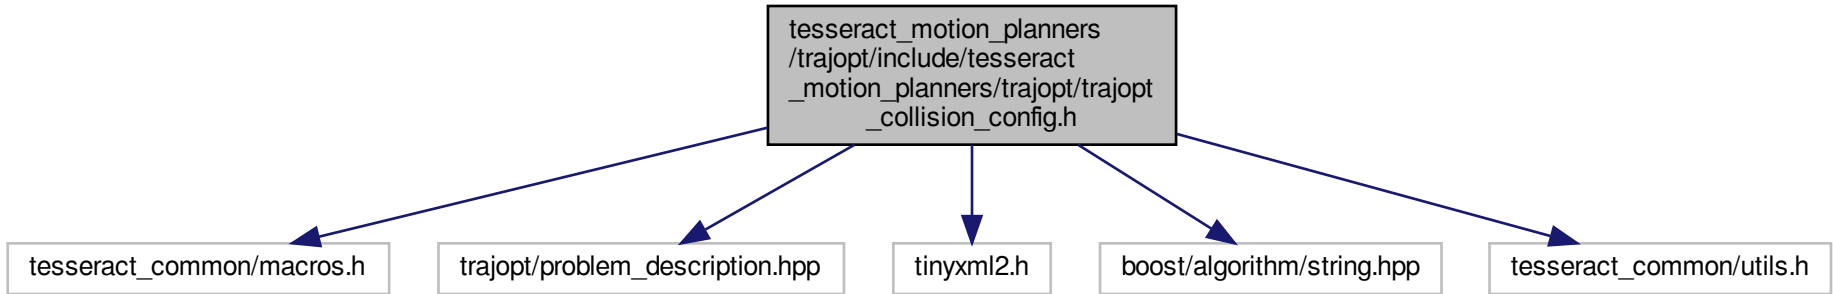 tesseract_motion_planners
/trajopt/include/tesseract
_motion_planners/trajopt/trajopt
_collision_config.h
tesseract_common/macros.h
trajopt/problem_description.hpp
tinyxml2.h
boost/algorithm/string.hpp
tesseract_common/utils.h